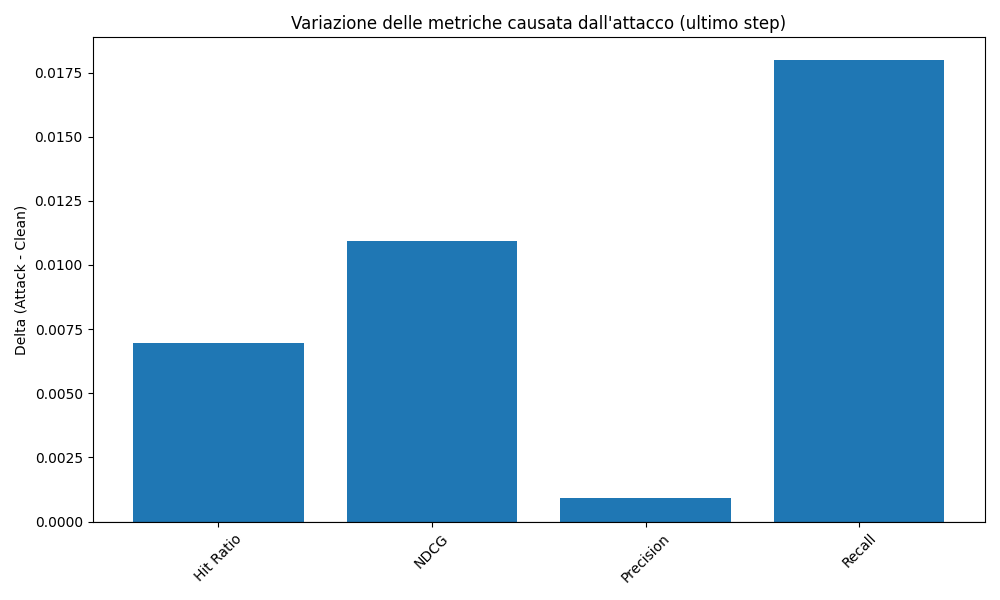 Variazione delle metriche causata dall'attacco (ultimo step)
Delta (Attack - Clean)
0.0175
0.0150
0.0125
0.0100
0.0075
0.0050
0.0025
0.0000
Hit Ratio
NDCG
Precision
Recall